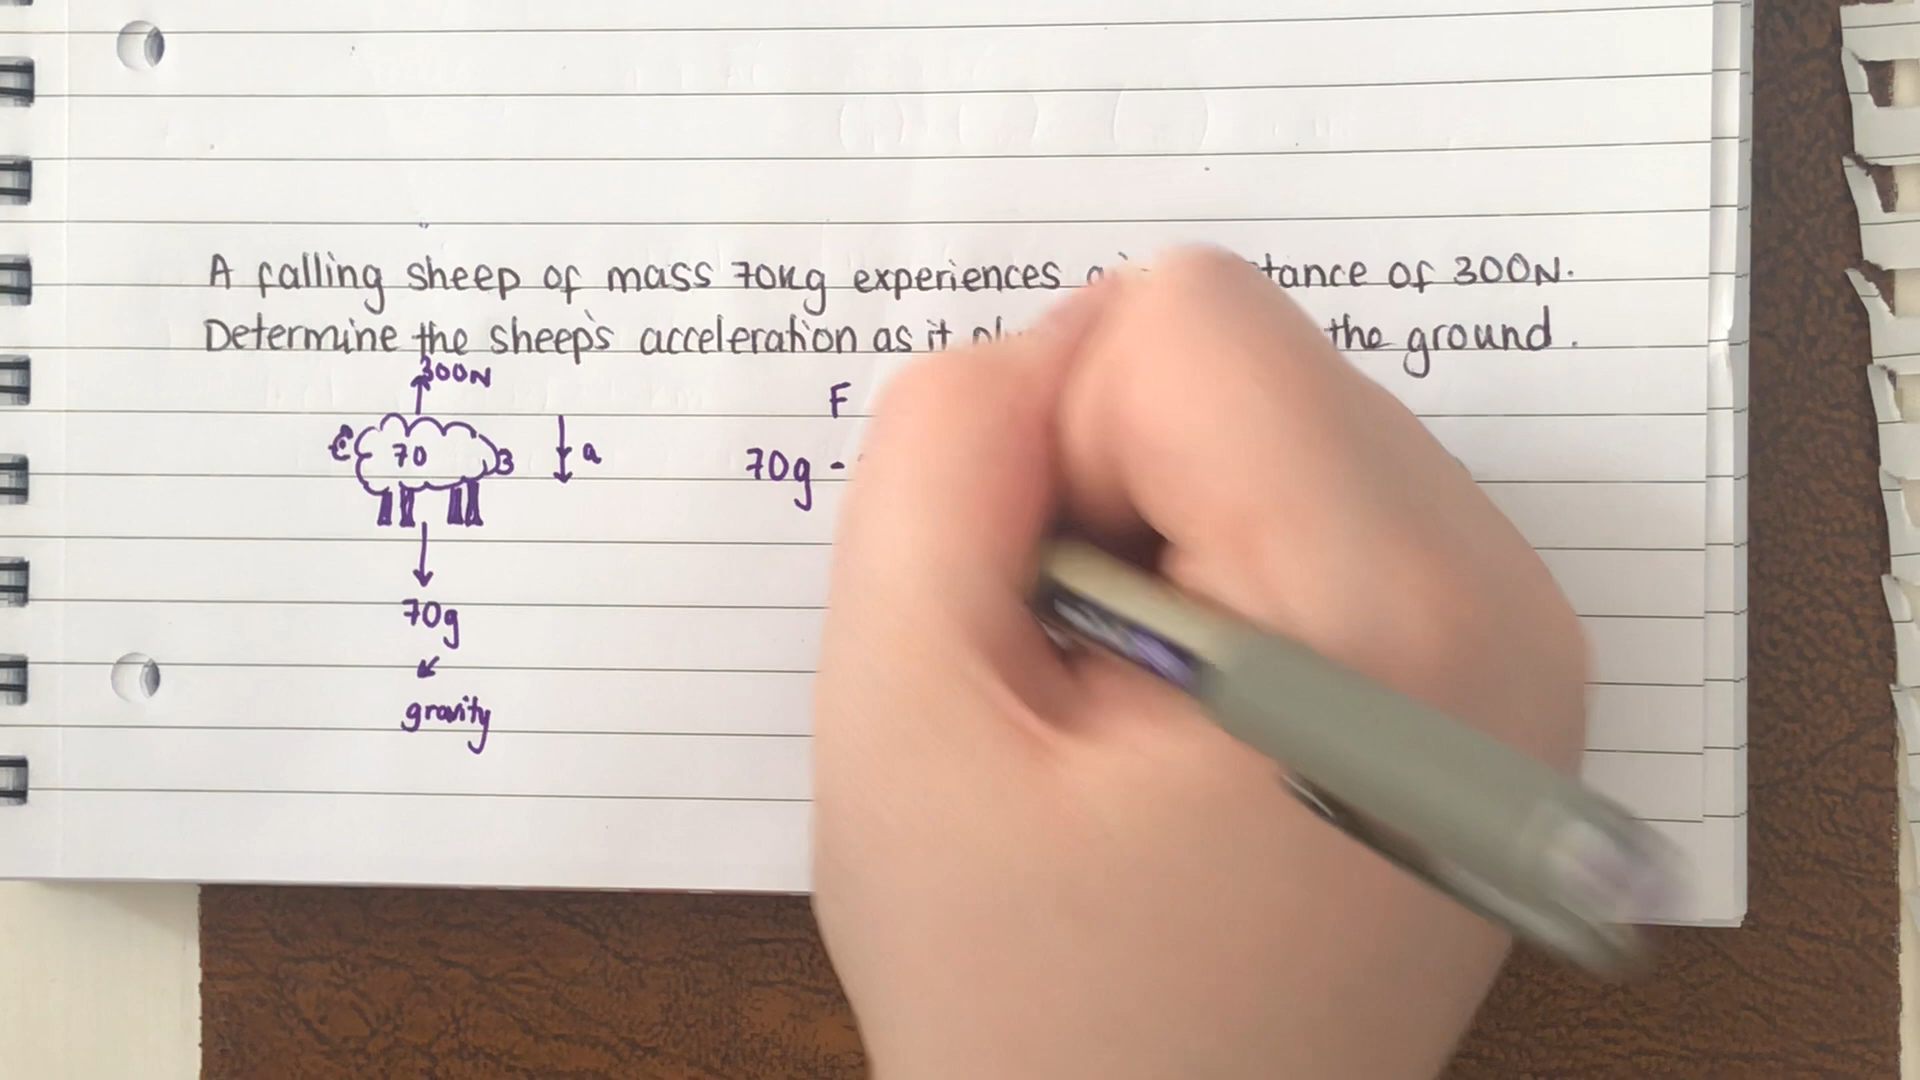 A falling sheep of mass 70kg experiences of 300N.
Determine the sheep's acceleration as it the ground.
300N
70
a
70g
gravity
F
70g -